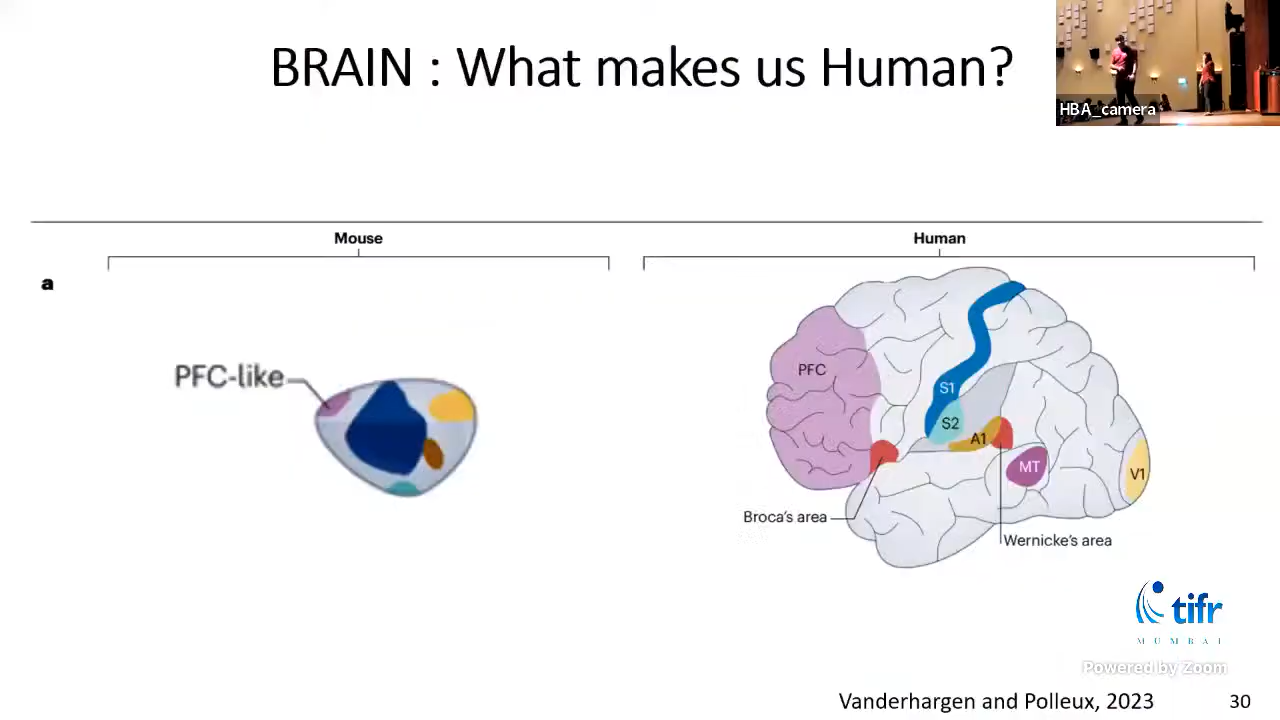 BRAIN : What makes us Human?
HBA_camera
Mouse
Human
a
PFC-like
PFC
S1
S2
A1
MT
V1
Broca's area
Wernicke's area
tifr
MUMBAI
Powered by Zoom
Vanderhargen and Polleux, 2023
30